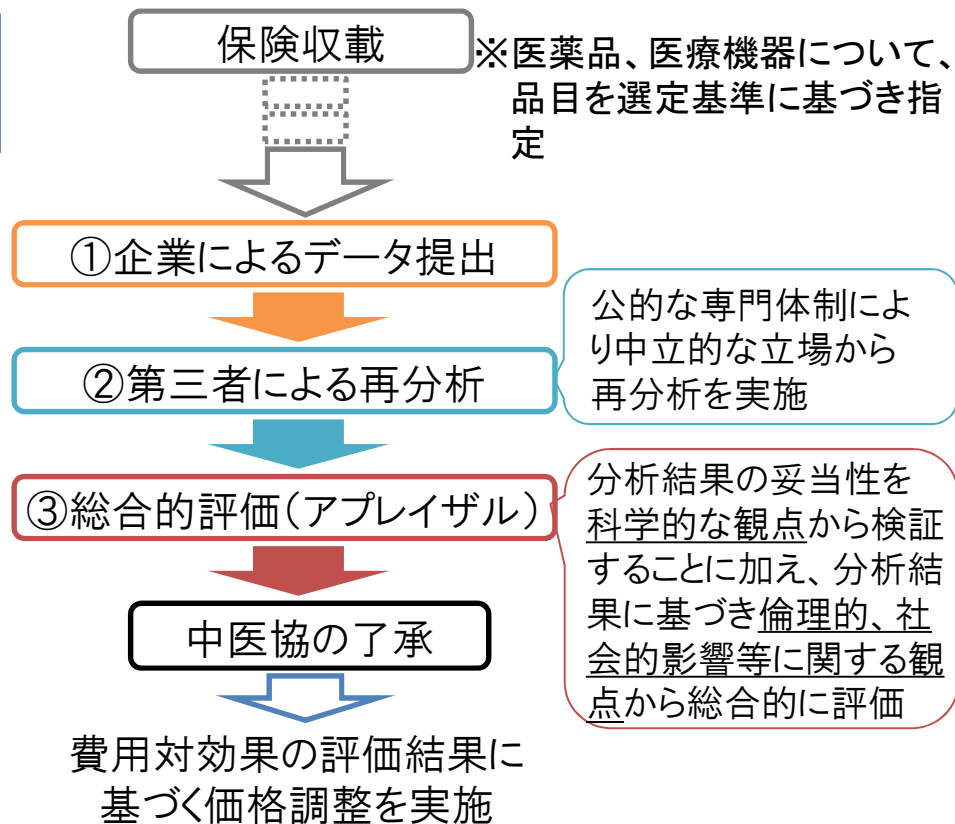 保険収載
※医薬品、医療機器について、
品目を選定基準に基づき指
定
①企業によるデータ提出
②第三者による再分析
公的な専門体制によ
り中立的な立場から
再分析を実施
③総合的評価（アプレイザル）
分析結果の妥当性を
科学的な観点から検証
することに加え、分析結
果に基づき倫理的、社
会的影響等に関する観
点から総合的に評価
中医協の了承
費用対効果の評価結果に
基づく価格調整を実施